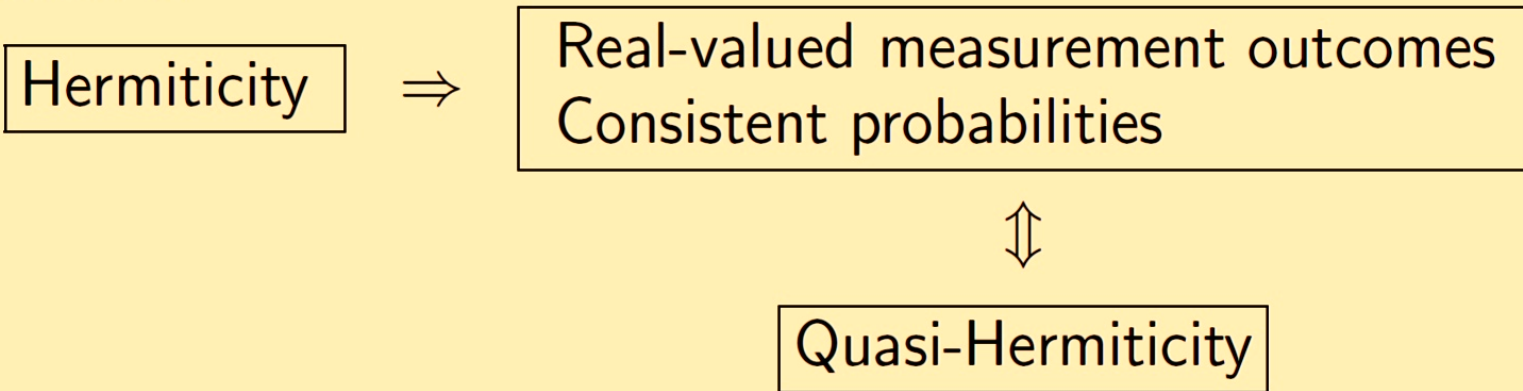 Hermiticity ⇒ Real-valued measurement outcomes
Consistent probabilities
⇕
Quasi-Hermiticity